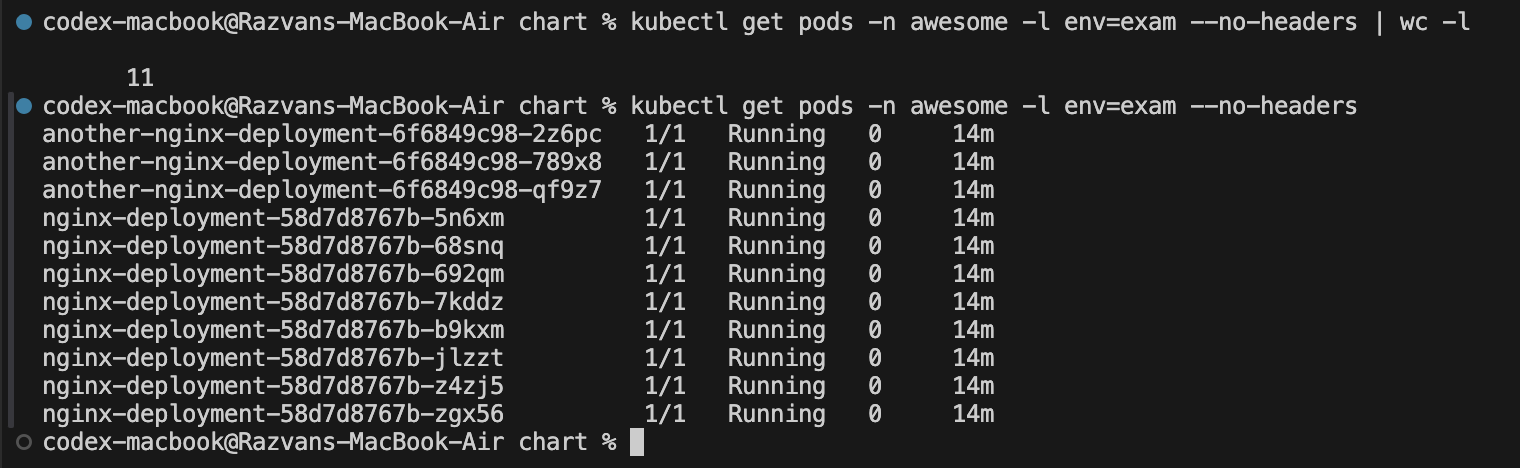 codex-macbook@Razvans-MacBook-Air chart % kubectl get pods -n awesome -l env=exam --no-headers | wc -l
11
codex-macbook@Razvans-MacBook-Air chart % kubectl get pods -n awesome -l env=exam --no-headers
another-nginx-deployment-6f6849c98-2z6pc   1/1   Running   0     14m
another-nginx-deployment-6f6849c98-789x8   1/1   Running   0     14m
another-nginx-deployment-6f6849c98-qf9z7   1/1   Running   0     14m
nginx-deployment-58d7d8767b-5n6xm          1/1   Running   0     14m
nginx-deployment-58d7d8767b-68snq          1/1   Running   0     14m
nginx-deployment-58d7d8767b-692qm          1/1   Running   0     14m
nginx-deployment-58d7d8767b-7kddz          1/1   Running   0     14m
nginx-deployment-58d7d8767b-b9kxm          1/1   Running   0     14m
nginx-deployment-58d7d8767b-jlzzt          1/1   Running   0     14m
nginx-deployment-58d7d8767b-z4zj5          1/1   Running   0     14m
nginx-deployment-58d7d8767b-zgx56          1/1   Running   0     14m
codex-macbook@Razvans-MacBook-Air chart %